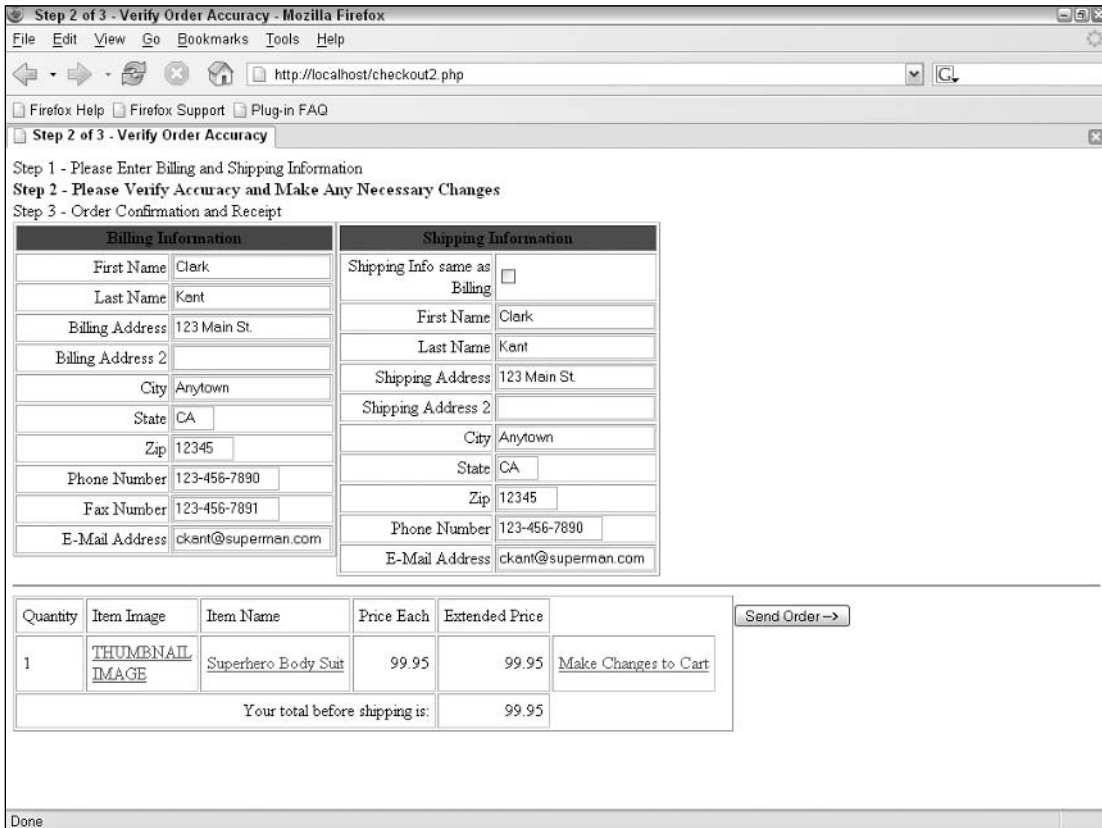 Step 2 of 3 - Verify Order Accuracy - Mozilla Firefox
File Edit View Go Bookmarks Tools Help
http://localhost/checkout2.php
G
Firefox Help Firefox Support Plug-in FAQ
Step 2 of 3 - Verify Order Accuracy
Step 1 - Please Enter Billing and Shipping Information
Step 2 - Please Verify Accuracy and Make Any Necessary Changes
Step 3 - Order Confirmation and Receipt
Billing Information
First Name Clark
Last Name Kant
Billing Address 123 Main St.
Billing Address 2
City Anytown
State CA
Zip 12345
Phone Number 123-456-7890
Fax Number 123-456-7891
E-Mail Address ckant@superman.com
Shipping Information
Shipping Info same as
Billing
First Name Clark
Last Name Kant
Shipping Address 123 Main St.
Shipping Address 2
City Anytown
State CA
Zip 12345
Phone Number 123-456-7890
E-Mail Address ckant@superman.com
Quantity Item Image Item Name Price Each Extended Price
Send Order -->
1 THUMBNAIL IMAGE Superhero Body Suit 99.95 99.95 Make Changes to Cart
Your total before shipping is: 99.95
Done